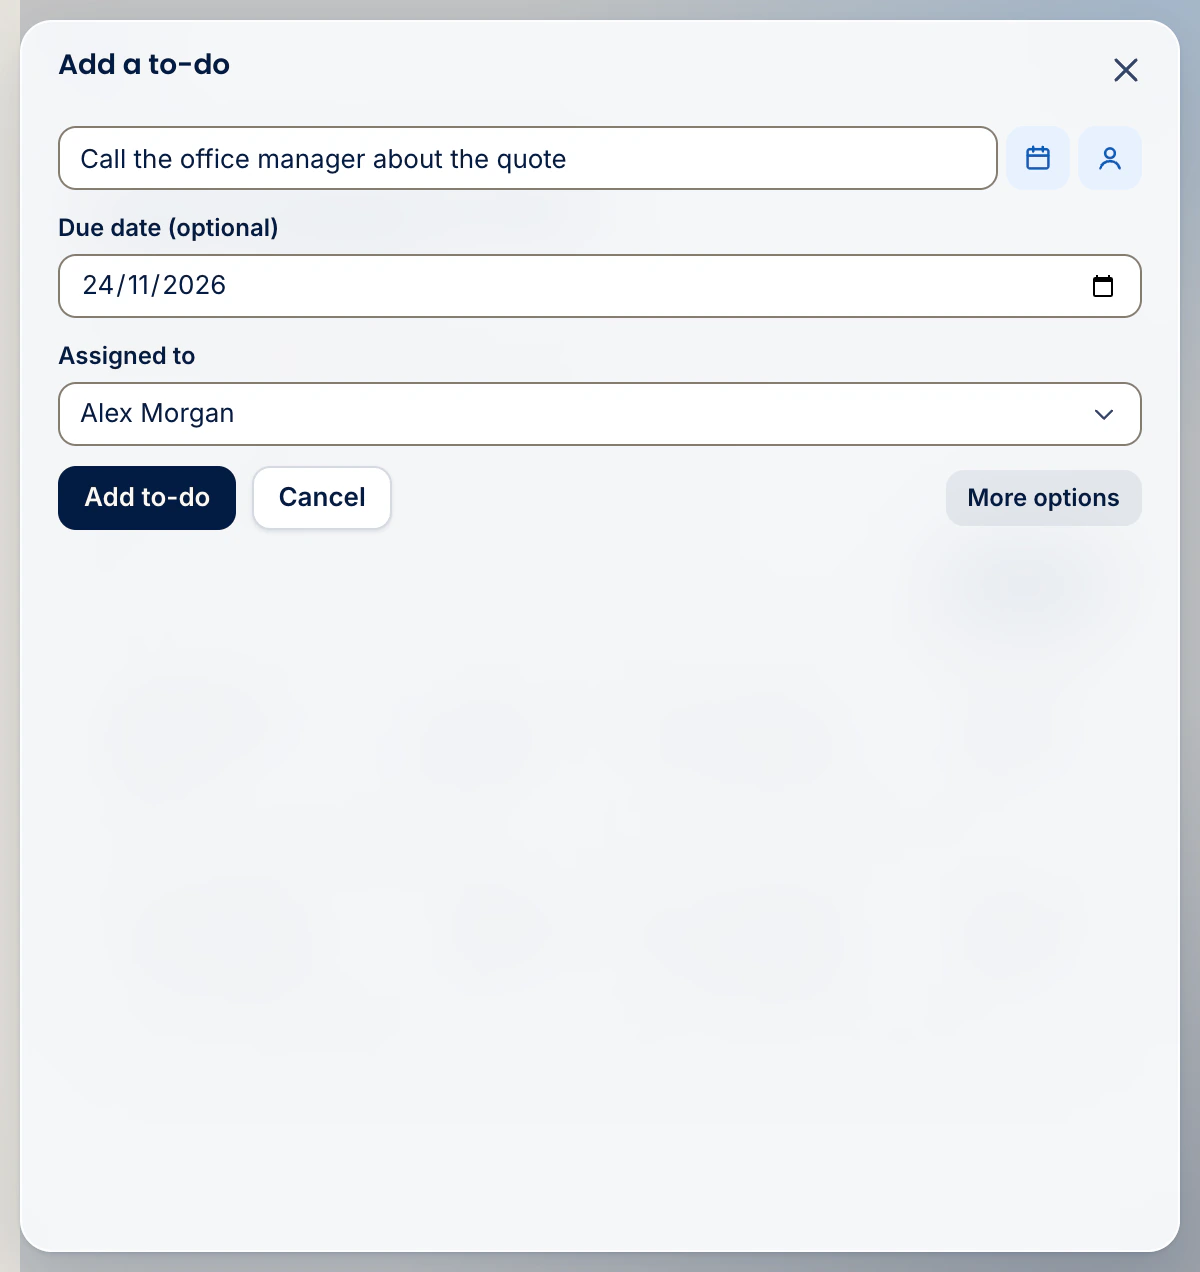 Add a to-do
Call the office manager about the quote
Due date (optional)
24/11/2026
Assigned to
Alex Morgan
Add to-do
Cancel
More options